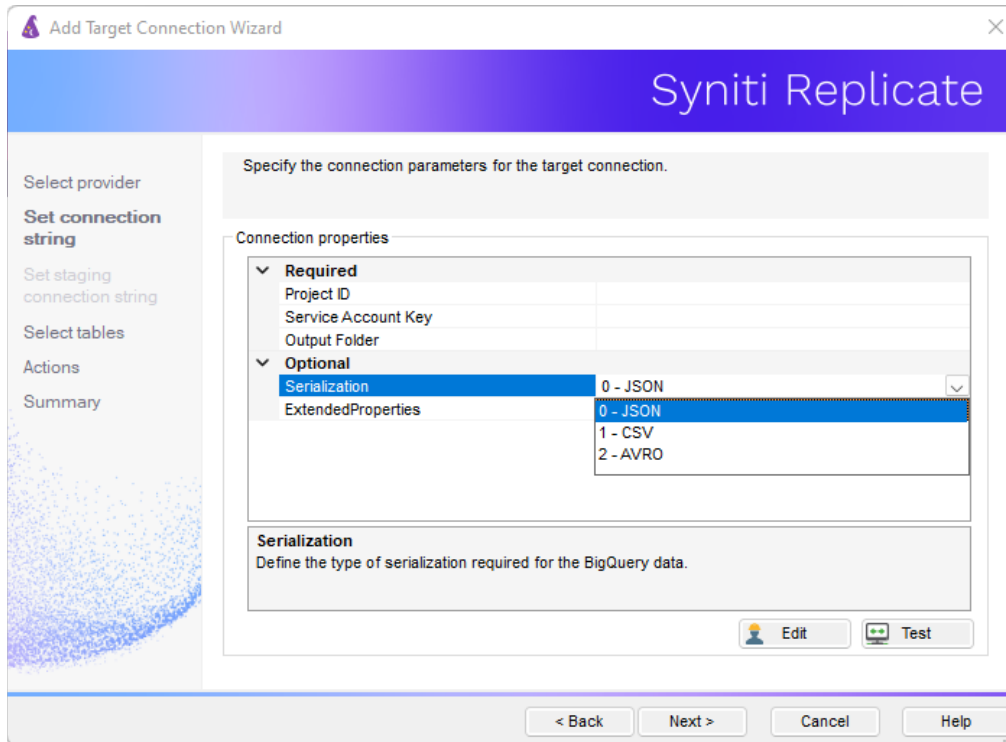 Add Target Connection Wizard
Syniti Replicate
Select provider
Set connection
string
Set staging
connection string
Select tables
Actions
Summary
Specify the connection parameters for the target connection.
Connection properties
Required
Project ID
Service Account Key
Output Folder
Optional
Serialization 0 - JSON
ExtendedProperties
0 - JSON
1 - CSV
2 - AVRO
Serialization
Define the type of serialization required for the BigQuery data.
Edit Test
< Back Next > Cancel Help